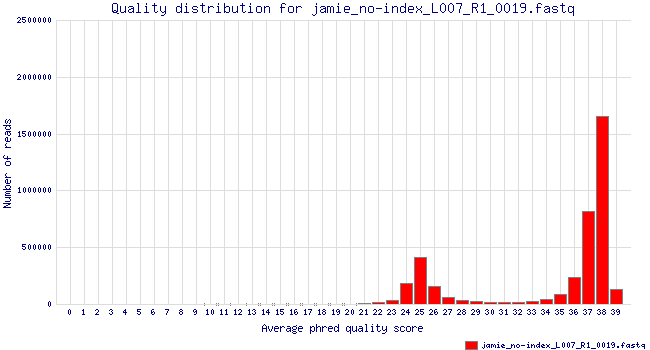 Quality distribution for jamie_no-index_L007_R1_0019.fastq
2500000
2000000
1500000
1000000
500000
0
Number of reads
0 1 2 3 4 5 6 7 8 9 10 11 12 13 14 15 16 17 18 19 20 21 22 23 24 25 26 27 28 29 30 31 32 33 34 35 36 37 38 39
Average phred quality score
jamie_no-index_L007_R1_0019.fastq